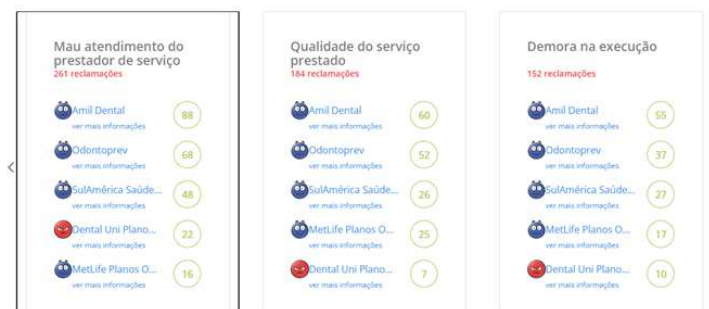 Mau atendimento do
prestador de serviço
261 reclamações
Amil Dental
88
ver mais informações
Odontoprev
68
ver mais informações
SulAmérica Saúde...
48
ver mais informações
Dental Uni Plano...
22
ver mais informações
MetLife Planos O...
16
ver mais informações
Qualidade do serviço
prestado
184 reclamações
Amil Dental
60
ver mais informações
Odontoprev
52
ver mais informações
SulAmérica Saúde...
26
ver mais informações
MetLife Planos O...
25
ver mais informações
Dental Uni Plano...
7
ver mais informações
Demora na execução
152 reclamações
Amil Dental
55
ver mais informações
Odontoprev
37
ver mais informações
SulAmérica Saúde...
27
ver mais informações
MetLife Planos O...
17
ver mais informações
Dental Uni Plano...
10
ver mais informações